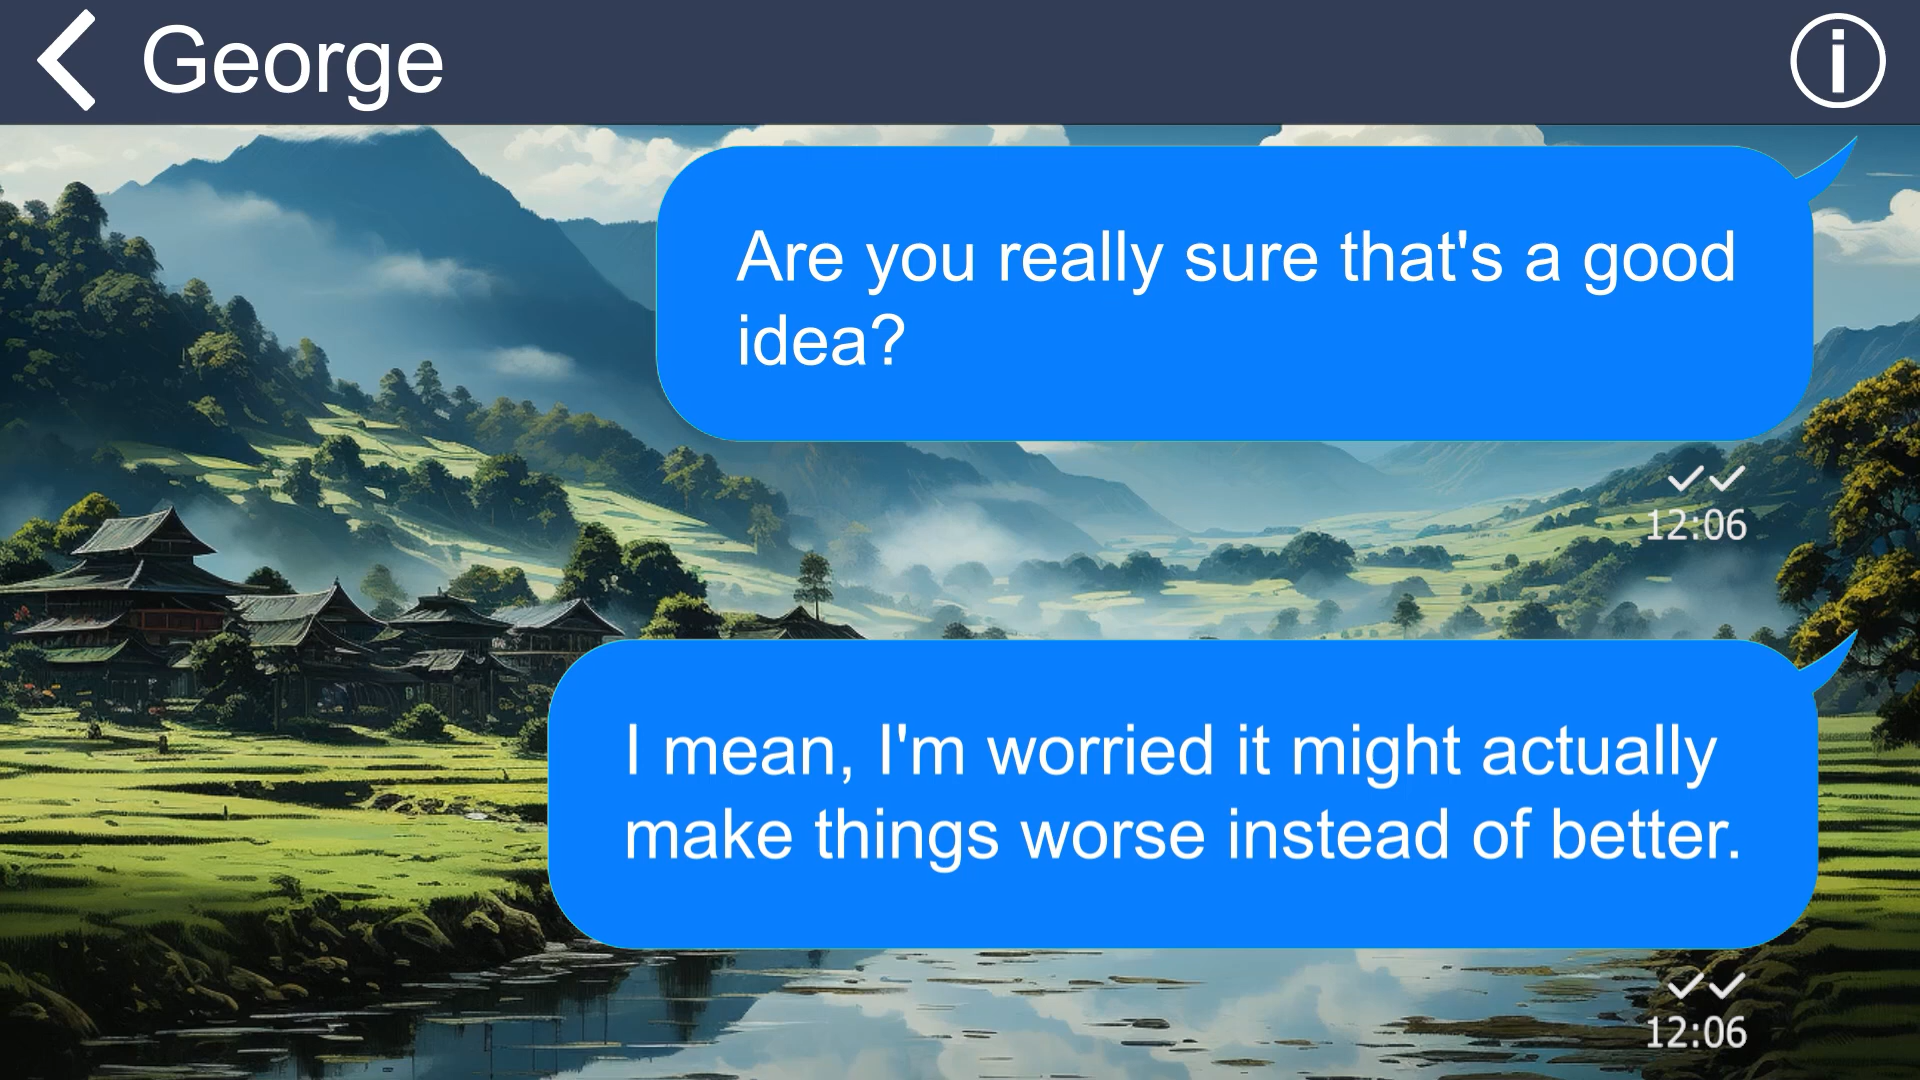 George
Are you really sure that's a good
idea?
12:06
I mean, I'm worried it might actually
make things worse instead of better.
12:06